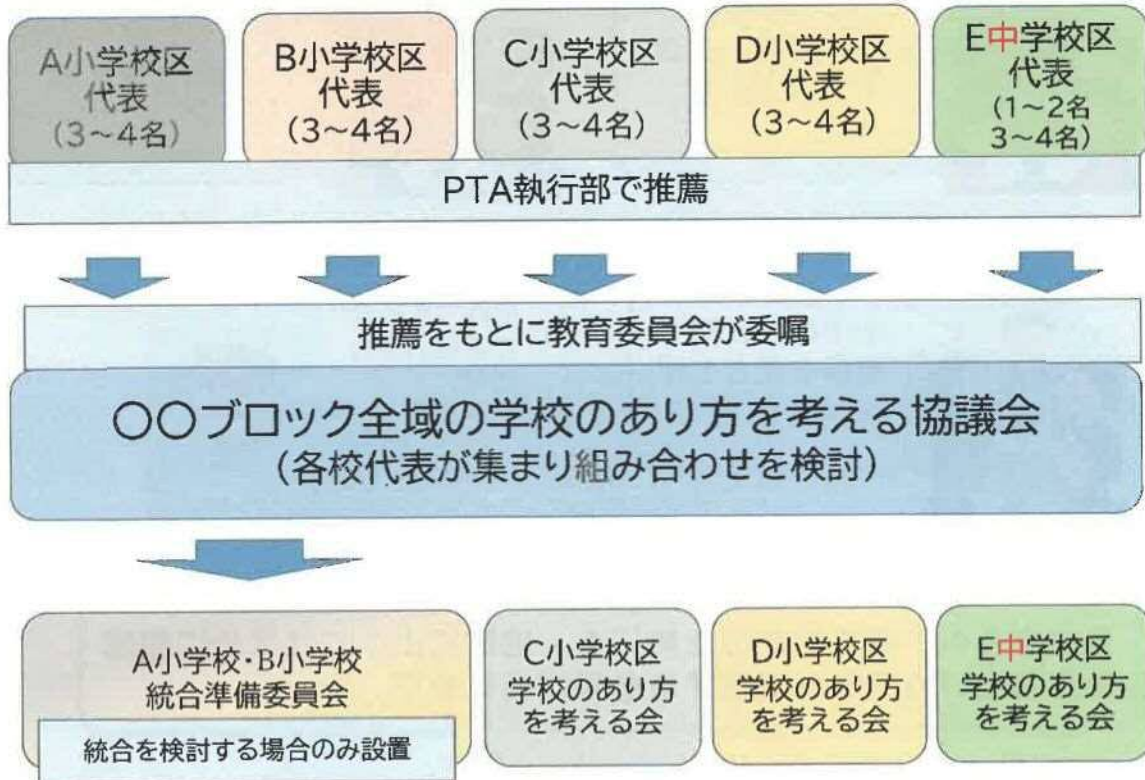 A小学校区
代表
(3～4名)
B小学校区
代表
(3～4名)
C小学校区
代表
(3～4名)
D小学校区
代表
(3～4名)
E中学校区
代表
(1～2名
3～4名)
PTA執行部で推薦
推薦をもとに教育委員会が委嘱
〇〇ブロック全域の学校のあり方を考える協議会
(各校代表が集まり組み合わせを検討)
A小学校・B小学校
統合準備委員会
統合を検討する場合のみ設置
C小学校区
学校のあり方
を考える会
D小学校区
学校のあり方
を考える会
E中学校区
学校のあり方
を考える会